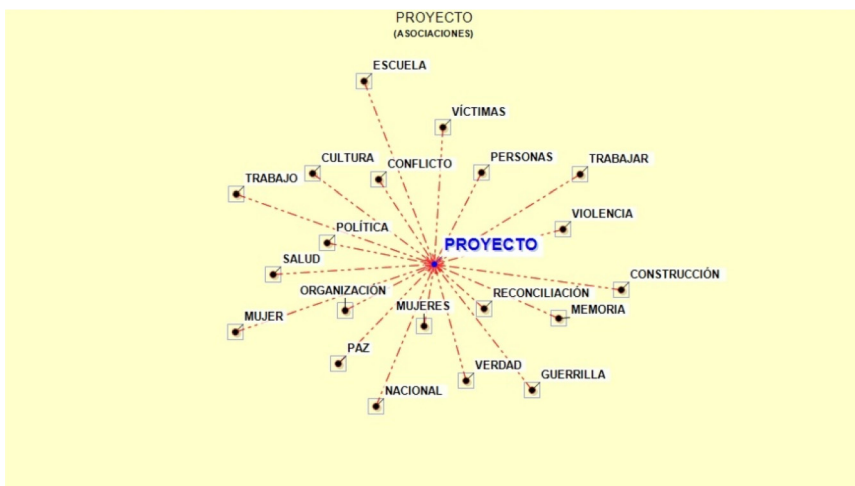 PROYECTO
(ASOCIACIONES)
ESCUELA
VÍCTIMAS
CULTURA
CONFLICTO
PERSONAS
TRABAJAR
TRABAJO
VIOLENCIA
POLÍTICA
PROYECTO
SALUD
CONSTRUCCIÓN
ORGANIZACIÓN
RECONCILIACIÓN
MUJERES
MEMORIA
MUJER
PAZ
VERDAD
GUERRILLA
NACIONAL